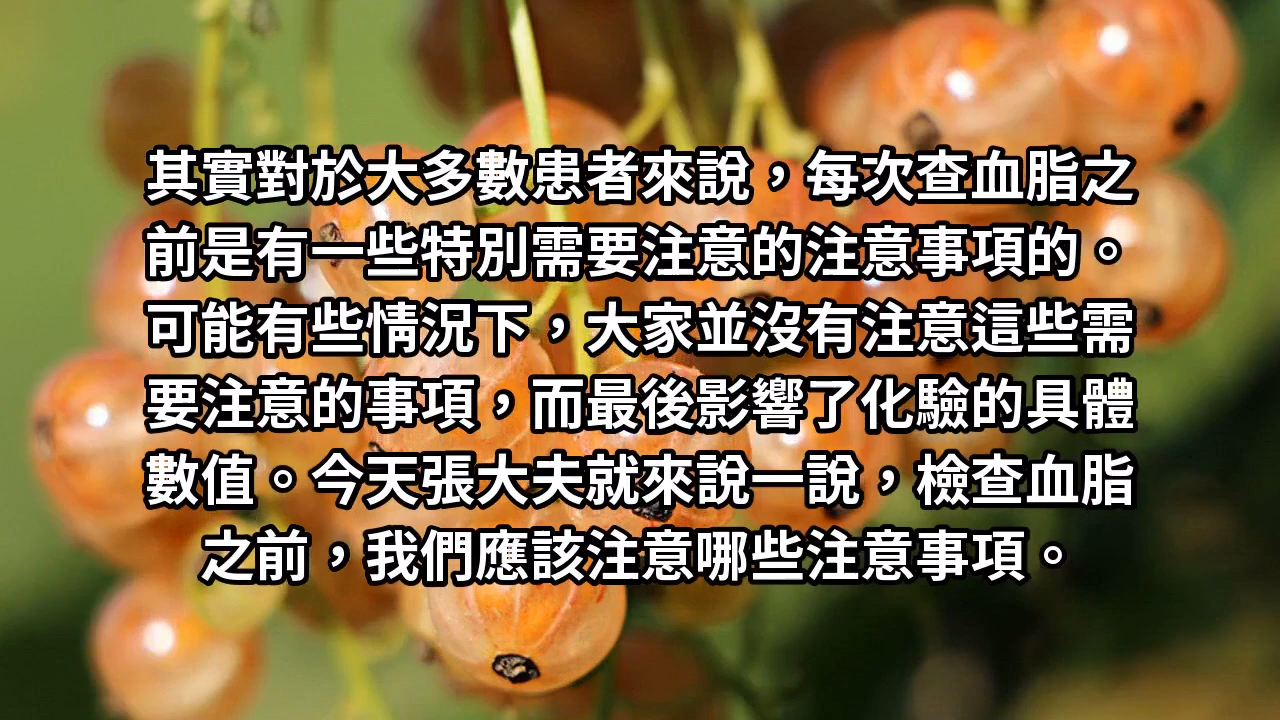 其實對於大多數患者來說，每次查血脂之
前是有一些特別需要注意的注意事項的。
可能有些情況下，大家並沒有注意這些需
要注意的事項，而最後影響了化驗的具體
數值。今天張大夫就來說一說，檢查血脂
之前，我們應該注意哪些注意事項。